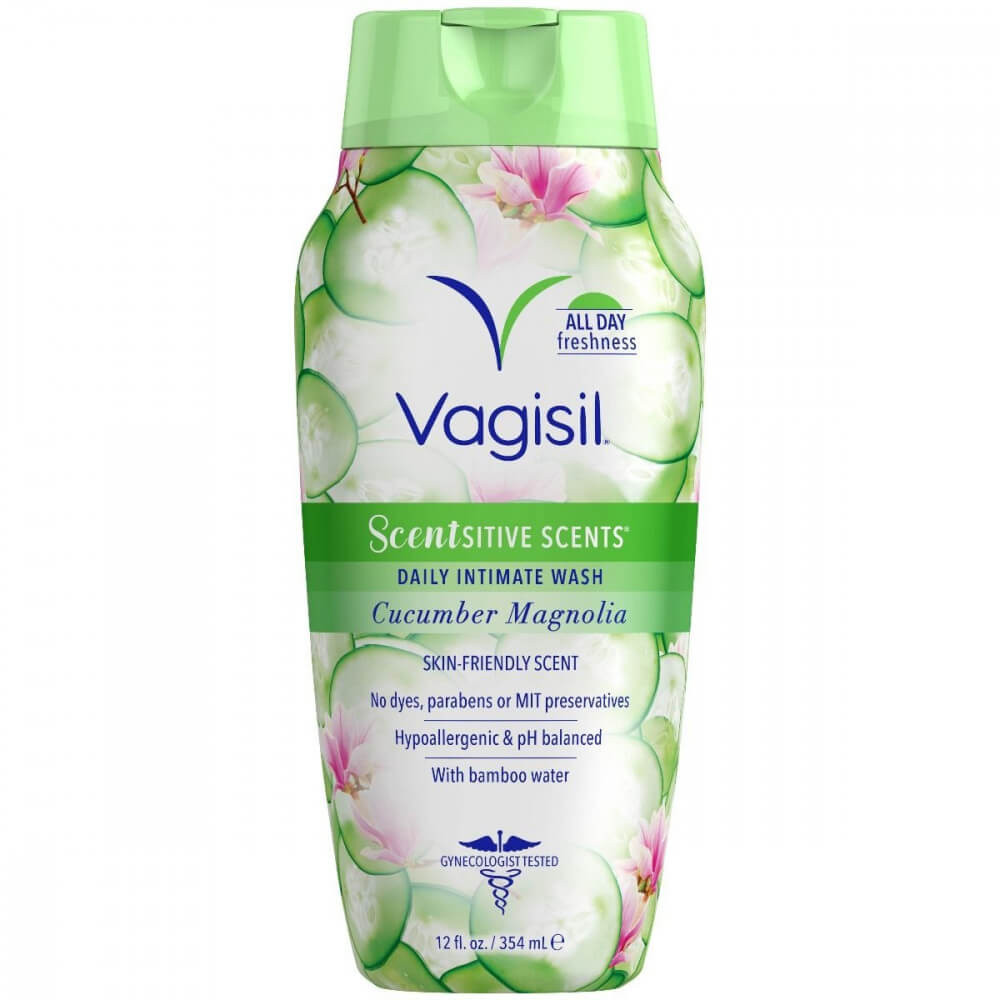 ALL DAY
freshness
Vagisil®
Scentsitive Scents®
DAILY INTIMATE WASH
Cucumber Magnolia
SKIN-FRIENDLY SCENT
No dyes, parabens or MIT preservatives
Hypoallergenic & pH balanced
With bamboo water
GYNECOLOGIST TESTED
12 fl. oz. / 354 mL ℮